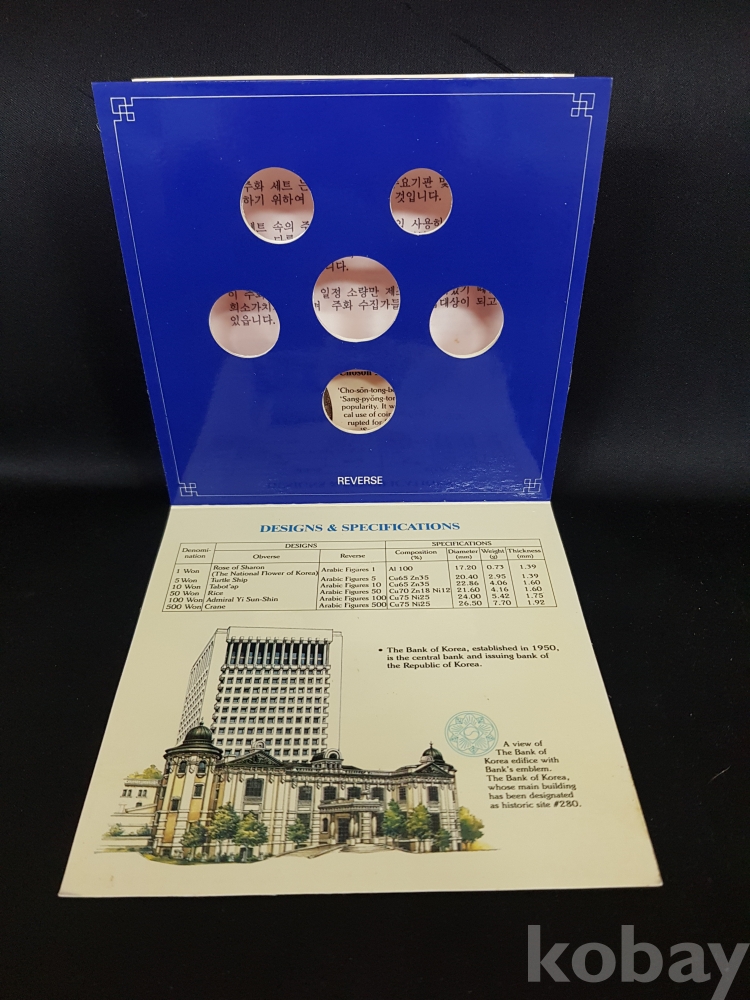 주화 세트 는
하기 위하여
세트 속의 주
요기관 및
것입니다.
사용하
니다.
일정 소량만 제
며 주화 수집가들
이 주화
희소가치
있읍니다.
대상이 되고
'Cho-sŏn-tong-b
'Sang-pyŏng-ton
popularity. It w
cal use of coin
rupted for
REVERSE
DESIGNS & SPECIFICATIONS
Denomi-nation DESIGNS SPECIFICATIONS
Obverse Reverse Composition (%) Diameter (mm) Weight (g) Thickness (mm)
1 Won Rose of Sharon (The National Flower of Korea) Arabic Figures 1 Al 100 17.20 0.73 1.39
5 Won Turtle Ship Arabic Figures 5 Cu65 Zn35 20.40 2.95 1.39
10 Won Tabot'ap Arabic Figures 10 Cu65 Zn35 22.86 4.06 1.60
50 Won Rice Arabic Figures 50 Cu70 Zn18 Ni12 21.60 4.16 1.60
100 Won Admiral Yi Sun-Shin Arabic Figures 100 Cu75 Ni25 24.00 5.42 1.75
500 Won Crane Arabic Figures 500 Cu75 Ni25 26.50 7.70 1.92
• The Bank of Korea, established in 1950,
is the central bank and issuing bank of
the Republic of Korea.
A view of
The Bank of
Korea edifice with
Bank's emblem.
The Bank of Korea,
whose main building
has been designated
as historic site #280.
kobay